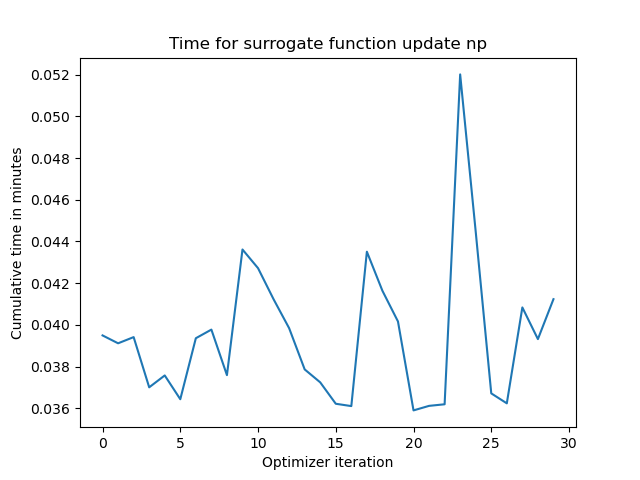 Time for surrogate function update np
0.052
0.050
0.048
0.046
0.044
0.042
0.040
0.038
0.036
Cumulative time in minutes
0 5 10 15 20 25 30
Optimizer iteration